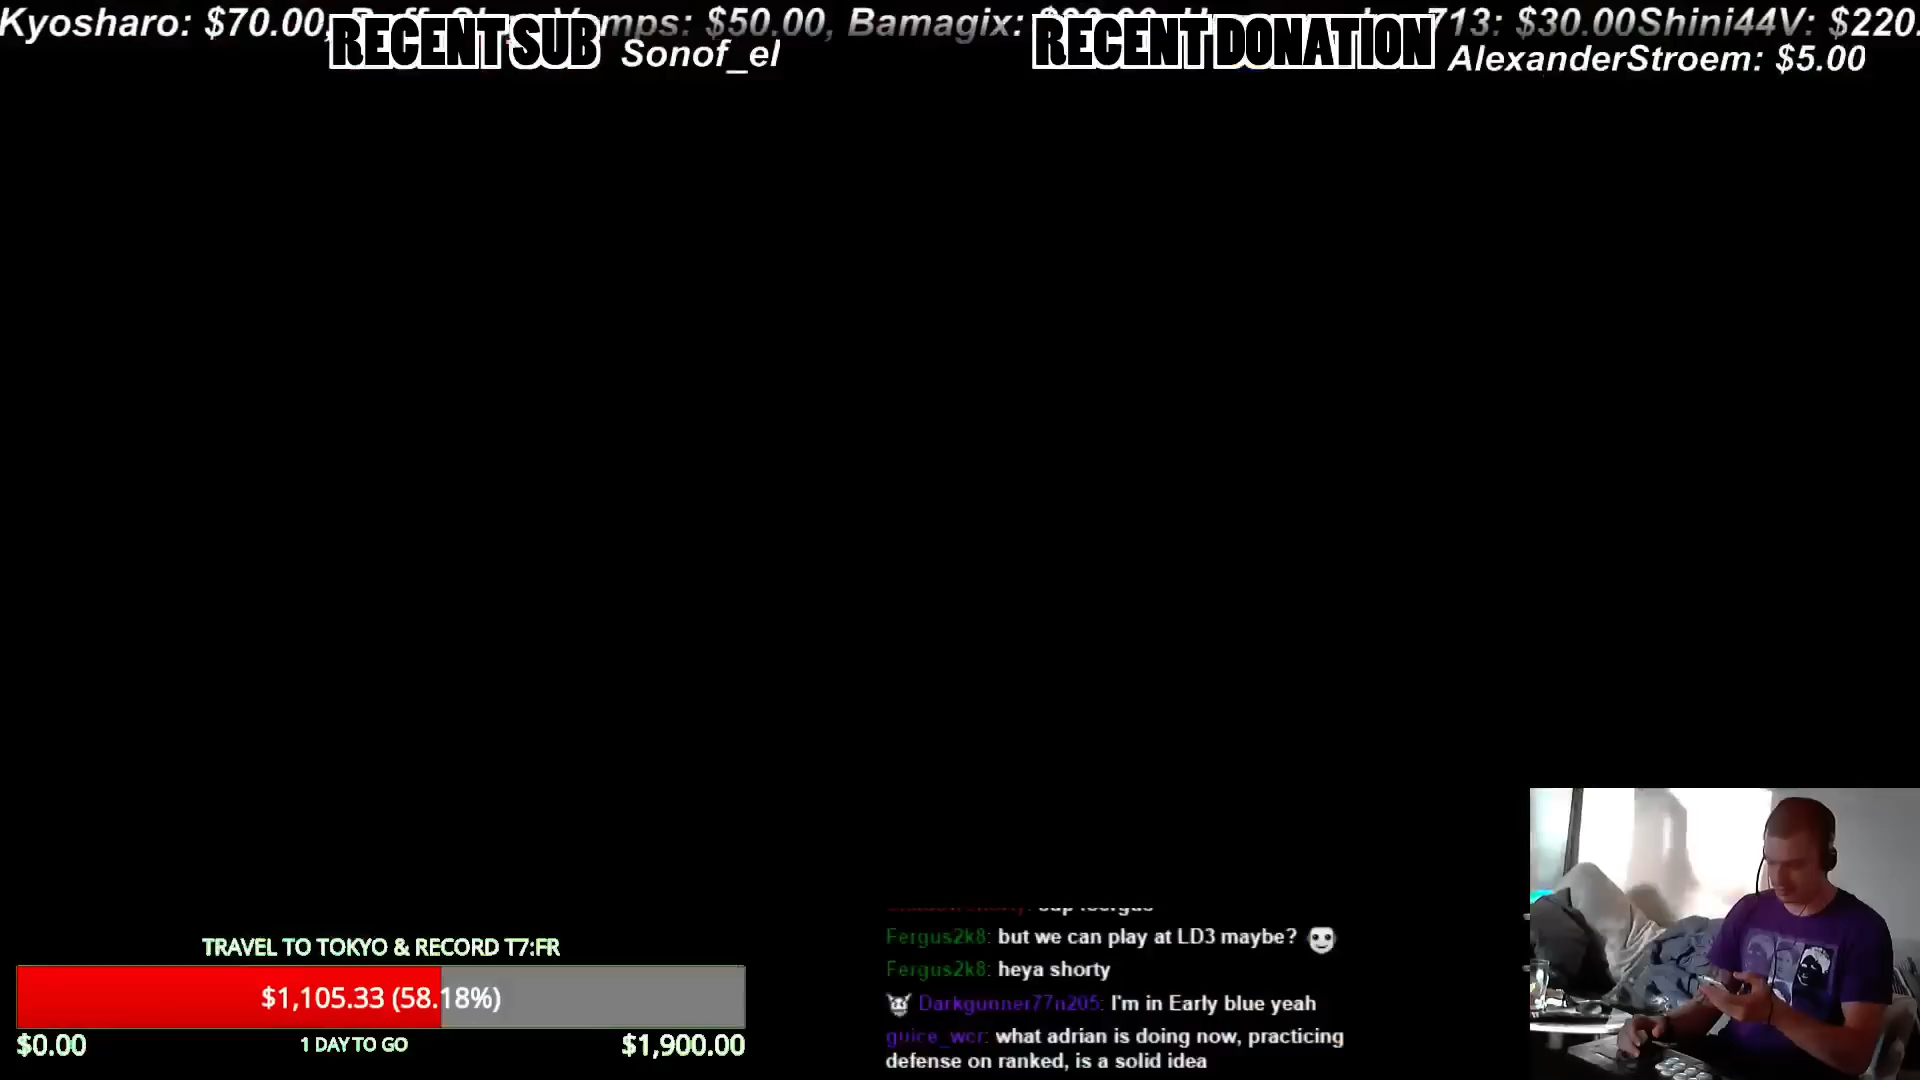 Kyosharo: $70.00, mps: $50.00, Bamagix: 713: $30.00Shini44V: $220.
RECENT SUB Sonof_el RECENT DONATION AlexanderStroem: $5.00
Fergus2k8: but we can play at LD3 maybe?
Fergus2k8: heya shorty
Darkgunner77n205: I'm in Early blue yeah
guice_wcr: what adrian is doing now, practicing
defense on ranked, is a solid idea
TRAVEL TO TOKYO & RECORD T7:FR
$1,105.33 (58.18%)
$0.00 1 DAY TO GO $1,900.00